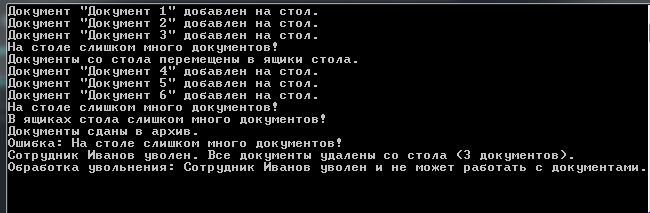 Документ "Документ 1" добавлен на стол.
Документ "Документ 2" добавлен на стол.
Документ "Документ 3" добавлен на стол.
На столе слишком много документов!
Документы со стола перемещены в ящики стола.
Документ "Документ 4" добавлен на стол.
Документ "Документ 5" добавлен на стол.
Документ "Документ 6" добавлен на стол.
На столе слишком много документов!
В ящиках стола слишком много документов!
Документы сданы в архив.
Ошибка: На столе слишком много документов!
Сотрудник Иванов уволен. Все документы удалены со стола (3 документов).
Обработка увольнения: Сотрудник Иванов уволен и не может работать с документами.